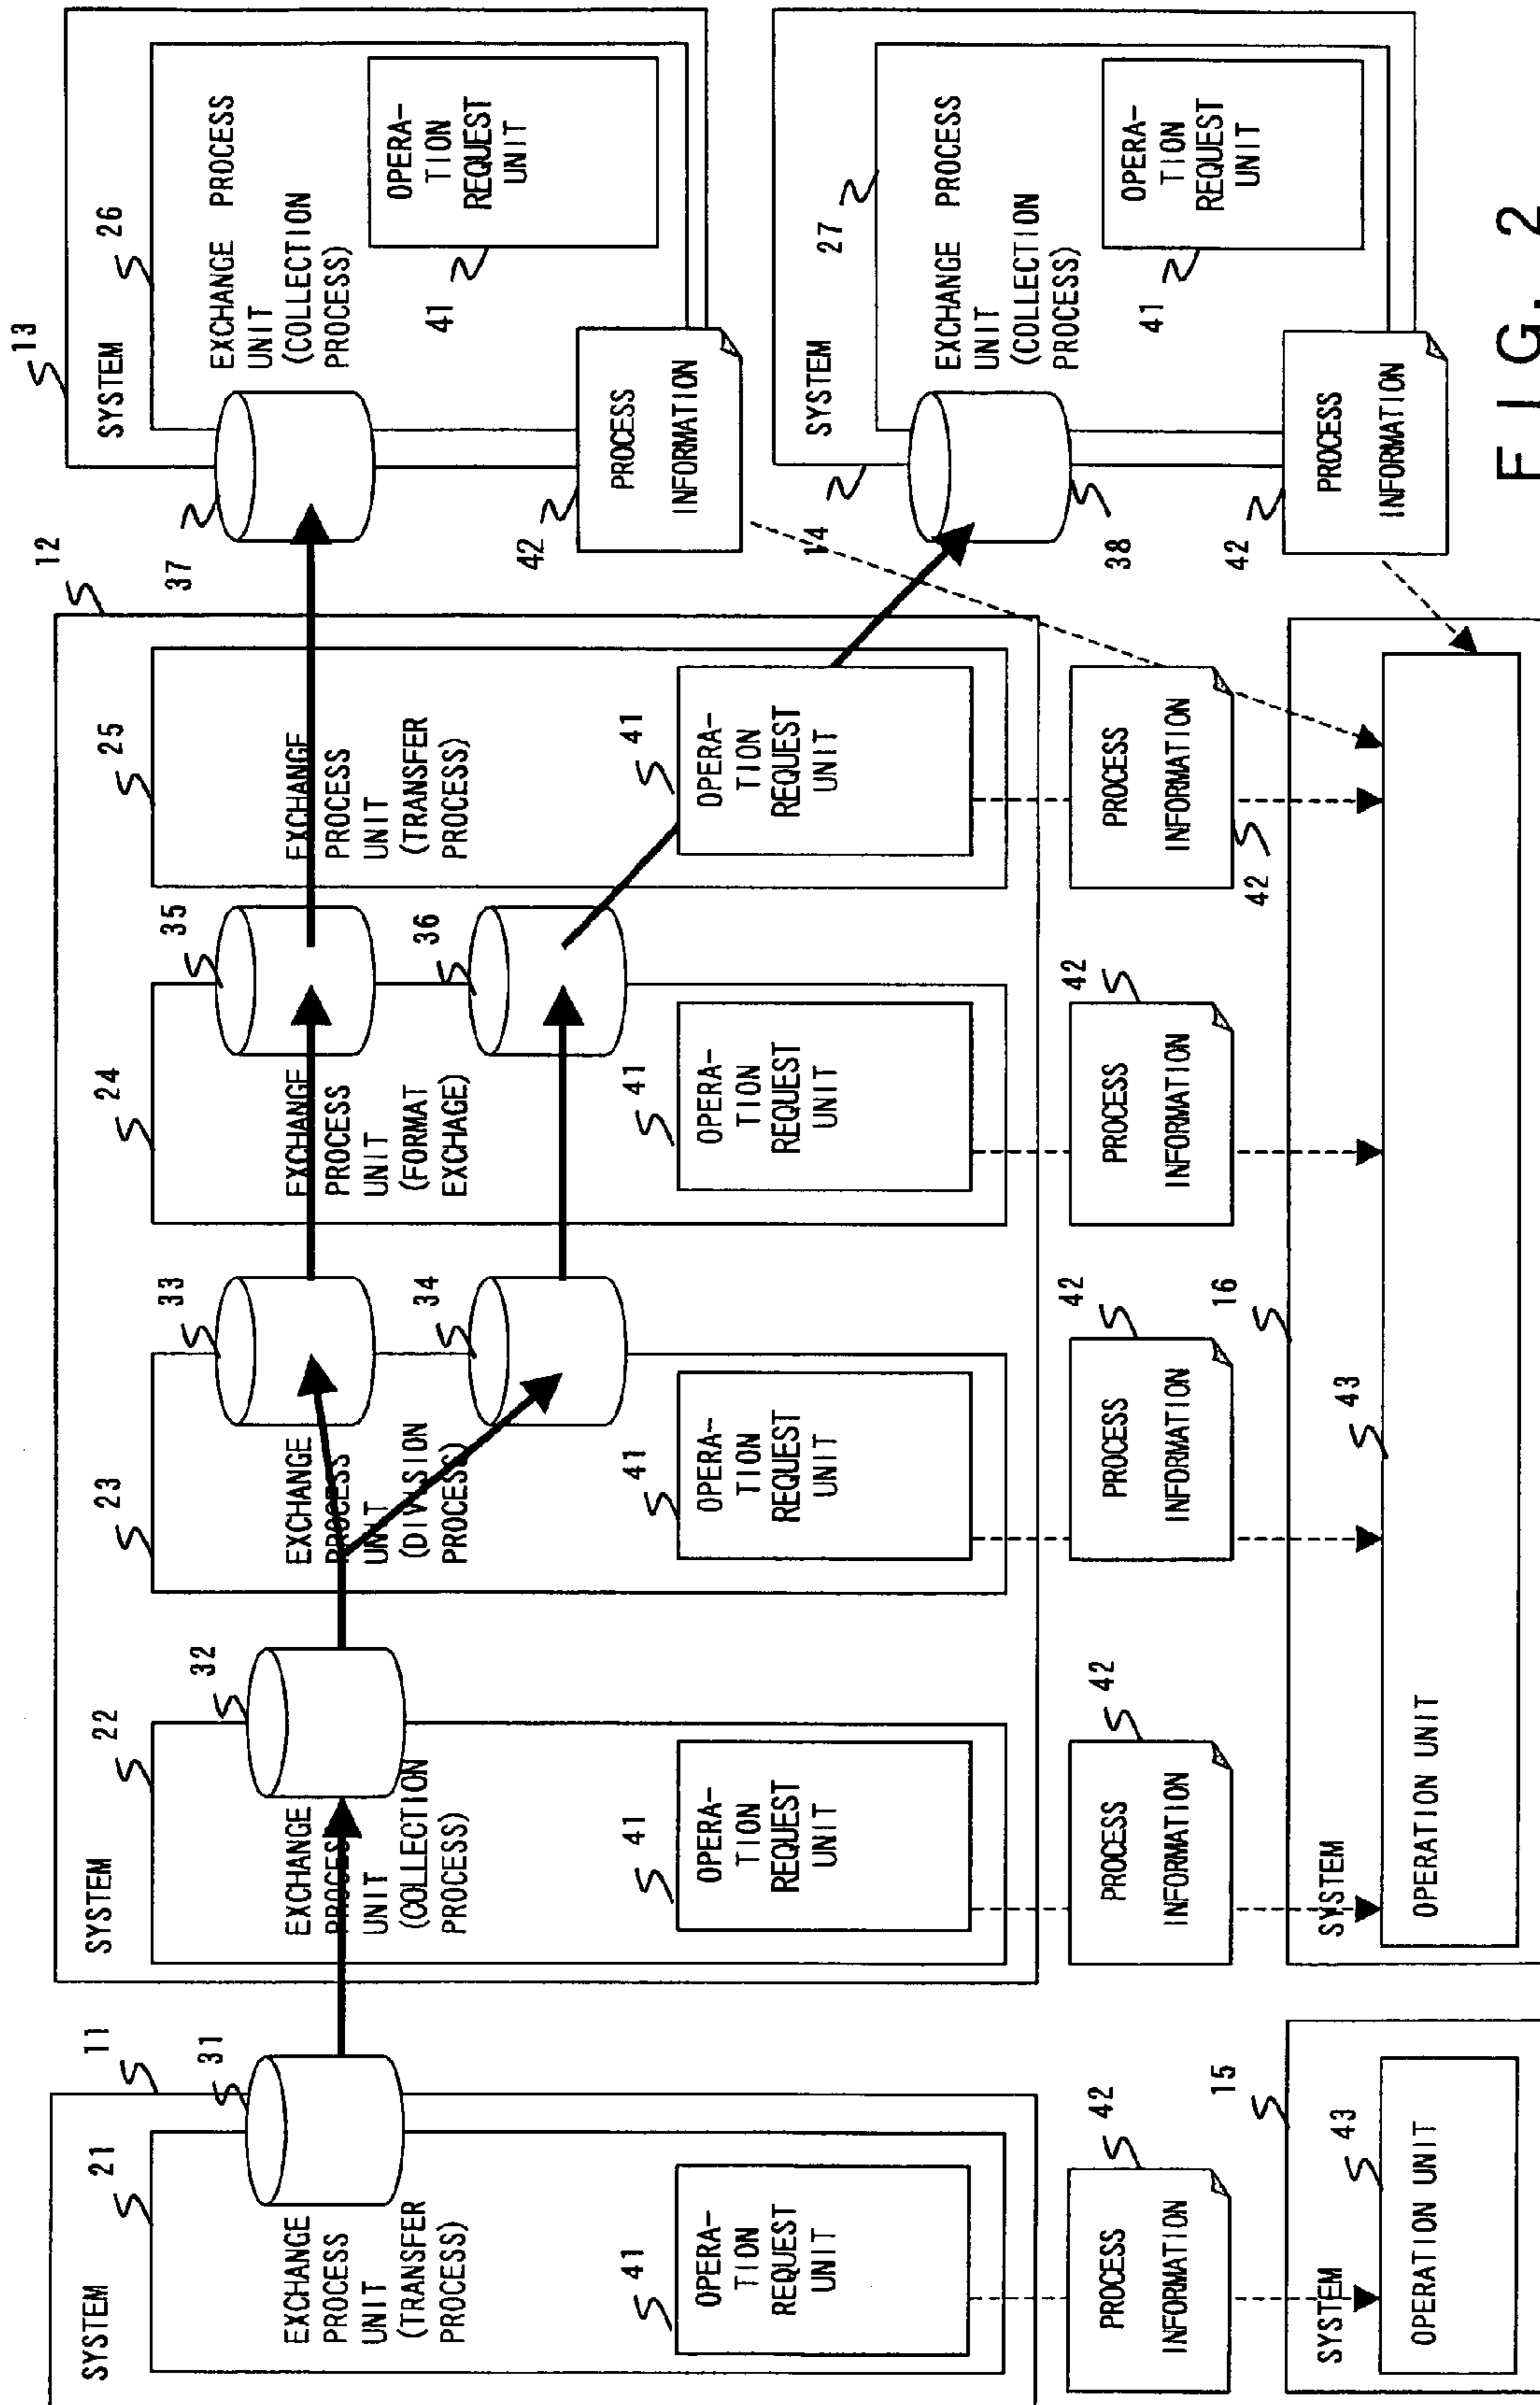 SYSTEM
11
21
EXCHANGE
PROCESS
UNIT
(TRANSFER
PROCESS)
31
41
OPERA-
TION
REQUEST
UNIT
42
PROCESS
INFORMATION
15
SYSTEM
43
OPERATION UNIT
12
SYSTEM
22
EXCHANGE
PROCESS
UNIT
(COLLECTION
PROCESS)
32
41
OPERA-
TION
REQUEST
UNIT
42
PROCESS
INFORMATION
23
EXCHANGE
PROCESS
UNIT
(DIVISION
PROCESS)
33
34
41
OPERA-
TION
REQUEST
UNIT
42
PROCESS
INFORMATION
24
EXCHANGE
PROCESS
UNIT
(FORMAT
EXCHAGE)
35
36
41
OPERA-
TION
REQUEST
UNIT
42
PROCESS
INFORMATION
25
EXCHANGE
PROCESS
UNIT
(TRANSFER
PROCESS)
41
OPERA-
TION
REQUEST
UNIT
42
PROCESS
INFORMATION
16
SYSTEM
43
OPERATION UNIT
13
SYSTEM
26
EXCHANGE PROCESS
UNIT
(COLLECTION
PROCESS)
37
41
OPERA-
TION
REQUEST
UNIT
42
PROCESS
INFORMATION
14
SYSTEM
27
EXCHANGE PROCESS
UNIT
(COLLECTION
PROCESS)
38
41
OPERA-
TION
REQUEST
UNIT
42
PROCESS
INFORMATION
FIG. 2